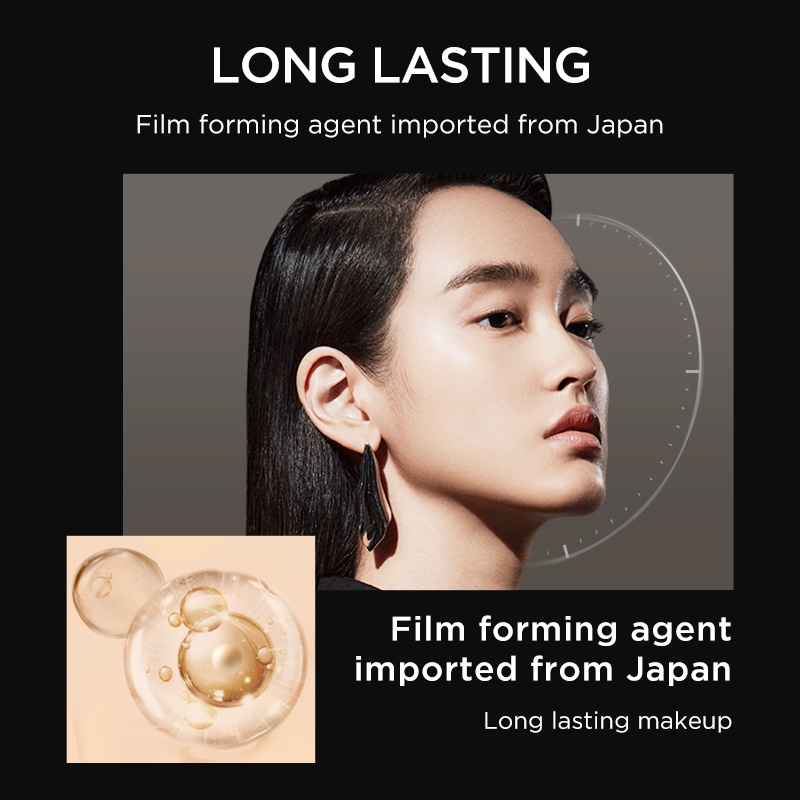 LONG LASTING
Film forming agent imported from Japan
Film forming agent
imported from Japan
Long lasting makeup